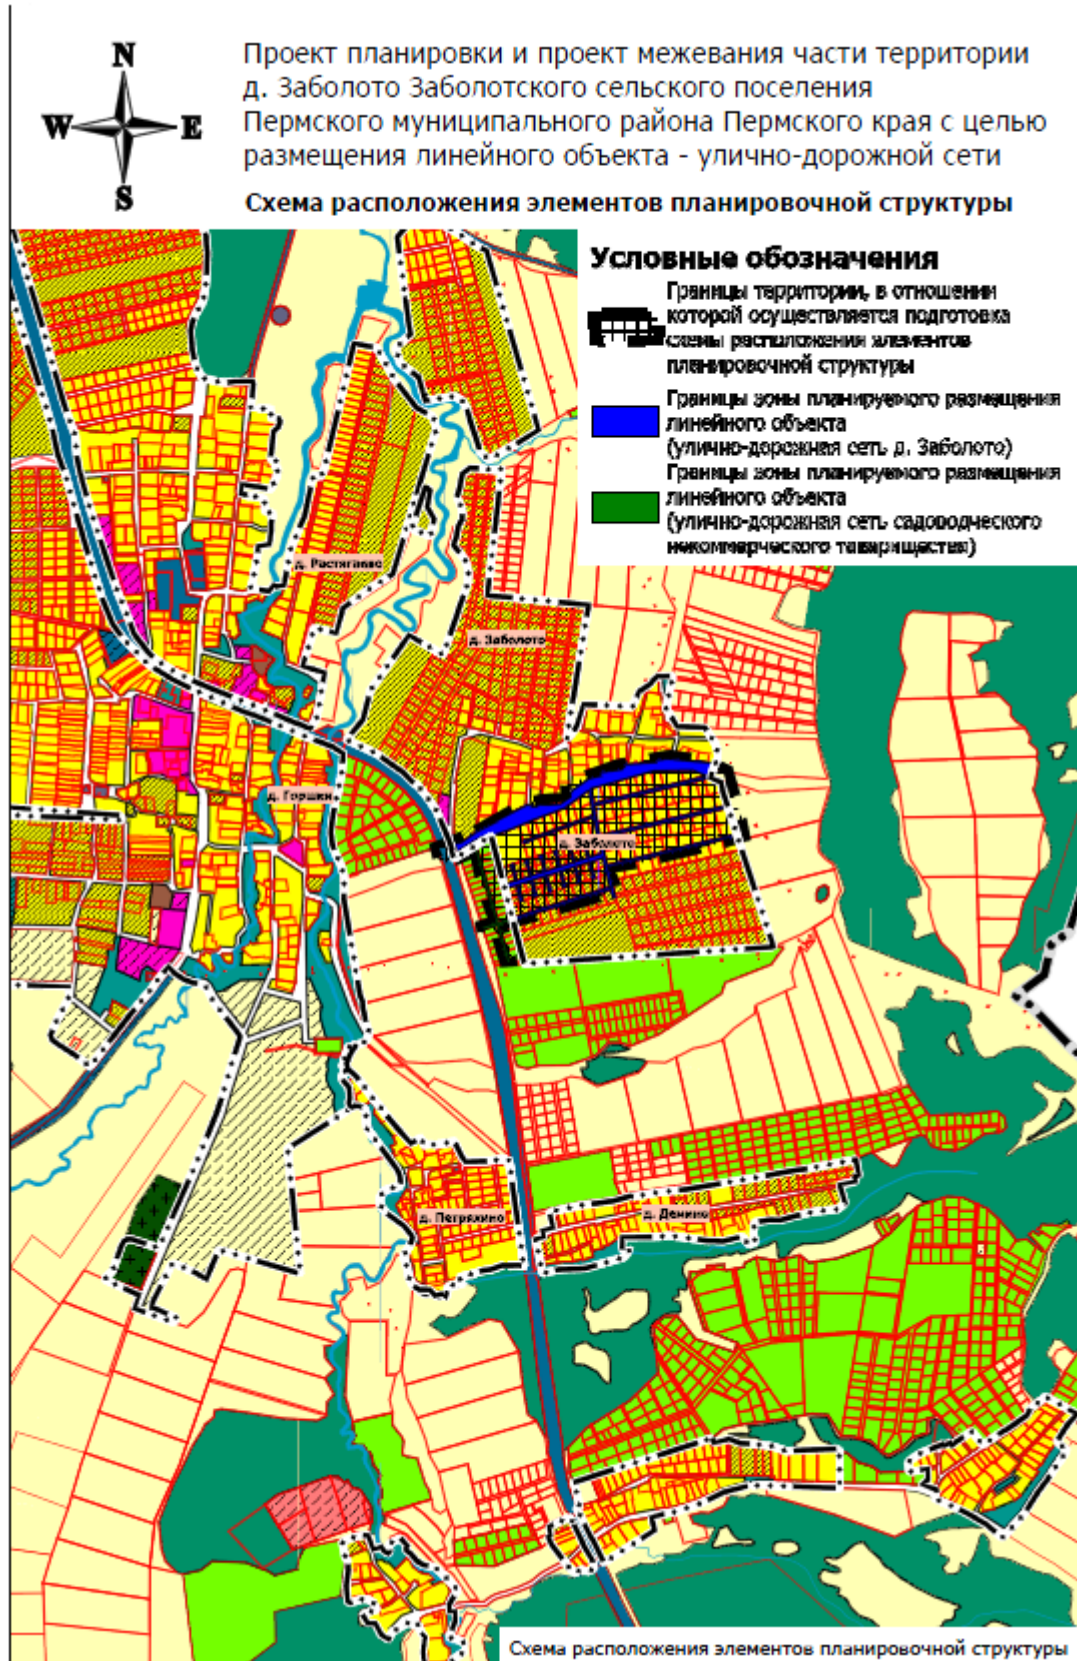 N
W E
S
Проект планировки и проект межевания части территории
д. Заболото Заболотского сельского поселения
Пермского муниципального района Пермского края с целью
размещения линейного объекта - улично-дорожной сети
Схема расположения элементов планировочной структуры
Условные обозначения
Границы территории, в отношении
которой осуществляется подготовка
схемы расположения элементов
планировочной структуры
Границы зоны планируемого размещения
линейного объекта
(улично-дорожная сеть д. Заболото)
Границы зоны планируемого размещения
линейного объекта
(улично-дорожная сеть садоводческого
некоммерческого товарищества)
д. Растягаево
д. Заболото
д. Горшки
д. Заболото
д. Петряхино
д. Демино
Схема расположения элементов планировочной структуры